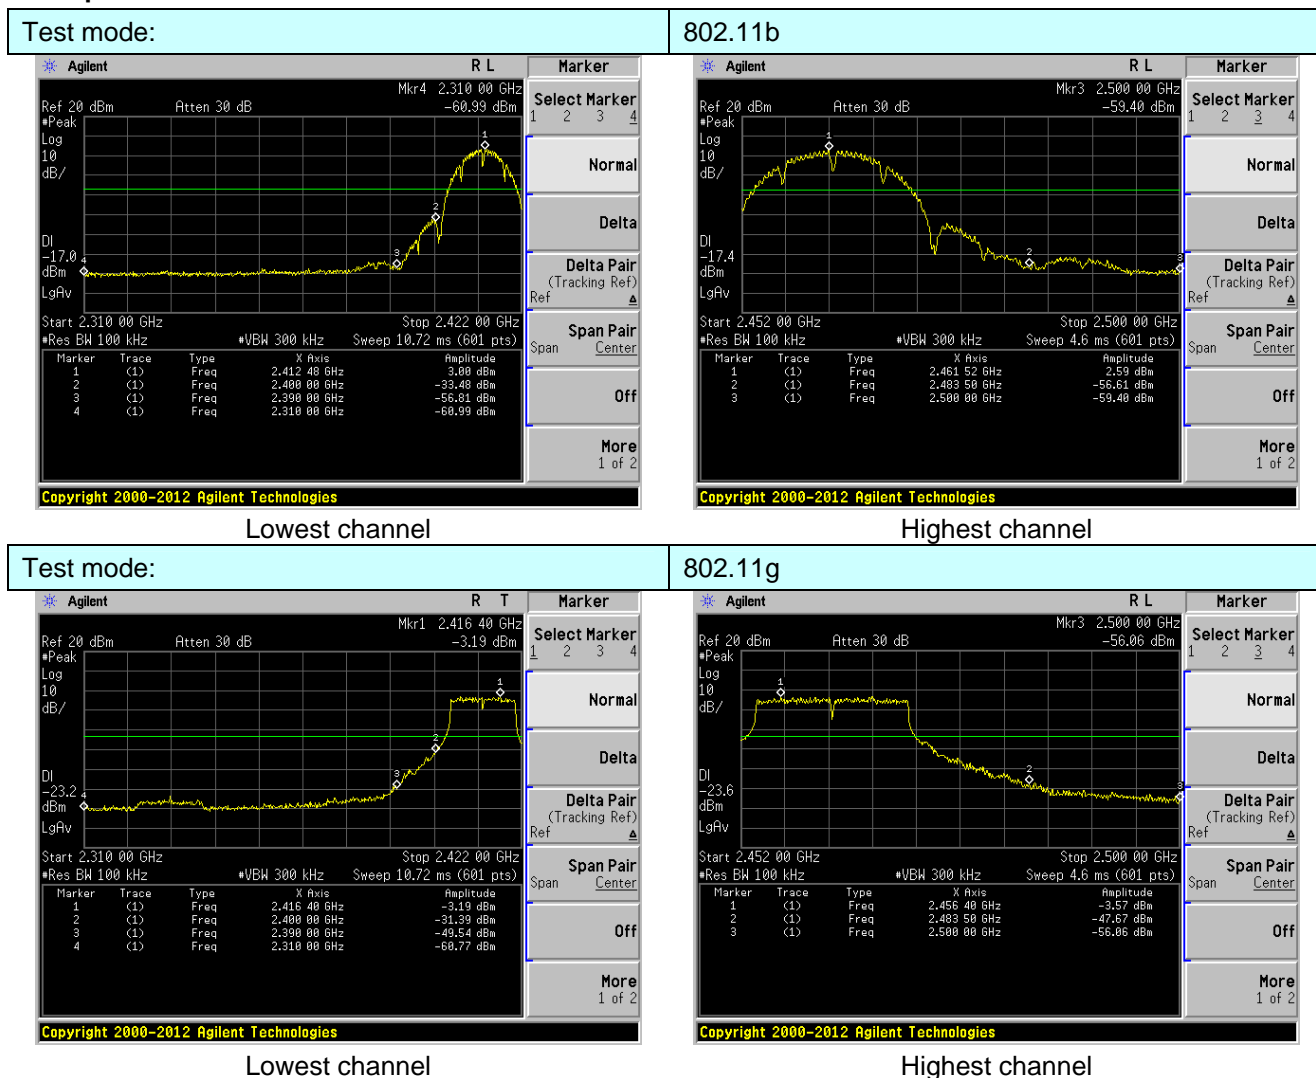 Test mode:
802.11b
Agilent
R L
Marker
Mkr4 2.310 00 GHz
Ref 20 dBm
Atten 30 dB
-60.99 dBm
Select Marker
1 2 3 4
#Peak
Log
10
dB/
1
Normal
2
Delta
DI
-17.0
dBm
LgAv
3
4
Delta Pair
(Tracking Ref)
Ref Δ
Start 2.310 00 GHz
Stop 2.422 00 GHz
#Res BW 100 kHz
#VBW 300 kHz
Sweep 10.72 ms (601 pts)
Span Pair
Span Center
Marker Trace Type X Axis Amplitude
1 (1) Freq 2.412 48 GHz 3.00 dBm
2 (1) Freq 2.400 00 GHz -33.48 dBm
3 (1) Freq 2.390 00 GHz -56.81 dBm
4 (1) Freq 2.310 00 GHz -60.99 dBm
Off
More
1 of 2
Copyright 2000-2012 Agilent Technologies
Lowest channel
Agilent
R L
Marker
Mkr3 2.500 00 GHz
Ref 20 dBm
Atten 30 dB
-59.40 dBm
Select Marker
1 2 3 4
#Peak
Log
10
dB/
1
Normal
Delta
DI
-17.4
dBm
LgAv
2
3
Delta Pair
(Tracking Ref)
Ref Δ
Start 2.452 00 GHz
Stop 2.500 00 GHz
#Res BW 100 kHz
#VBW 300 kHz
Sweep 4.6 ms (601 pts)
Span Pair
Span Center
Marker Trace Type X Axis Amplitude
1 (1) Freq 2.461 52 GHz 2.59 dBm
2 (1) Freq 2.483 50 GHz -56.61 dBm
3 (1) Freq 2.500 00 GHz -59.40 dBm
Off
More
1 of 2
Copyright 2000-2012 Agilent Technologies
Highest channel
Test mode:
802.11g
Agilent
R T
Marker
Mkr1 2.416 40 GHz
Ref 20 dBm
Atten 30 dB
-3.19 dBm
Select Marker
1 2 3 4
#Peak
Log
10
dB/
1
Normal
2
Delta
DI
-23.2
dBm
LgAv
3
4
Delta Pair
(Tracking Ref)
Ref Δ
Start 2.310 00 GHz
Stop 2.422 00 GHz
#Res BW 100 kHz
#VBW 300 kHz
Sweep 10.72 ms (601 pts)
Span Pair
Span Center
Marker Trace Type X Axis Amplitude
1 (1) Freq 2.416 40 GHz -3.19 dBm
2 (1) Freq 2.400 00 GHz -31.39 dBm
3 (1) Freq 2.390 00 GHz -49.54 dBm
4 (1) Freq 2.310 00 GHz -60.77 dBm
Off
More
1 of 2
Copyright 2000-2012 Agilent Technologies
Lowest channel
Agilent
R L
Marker
Mkr3 2.500 00 GHz
Ref 20 dBm
Atten 30 dB
-56.06 dBm
Select Marker
1 2 3 4
#Peak
Log
10
dB/
1
Normal
Delta
DI
-23.6
dBm
LgAv
2
3
Delta Pair
(Tracking Ref)
Ref Δ
Start 2.452 00 GHz
Stop 2.500 00 GHz
#Res BW 100 kHz
#VBW 300 kHz
Sweep 4.6 ms (601 pts)
Span Pair
Span Center
Marker Trace Type X Axis Amplitude
1 (1) Freq 2.456 40 GHz -3.57 dBm
2 (1) Freq 2.483 50 GHz -47.67 dBm
3 (1) Freq 2.500 00 GHz -56.06 dBm
Off
More
1 of 2
Copyright 2000-2012 Agilent Technologies
Highest channel